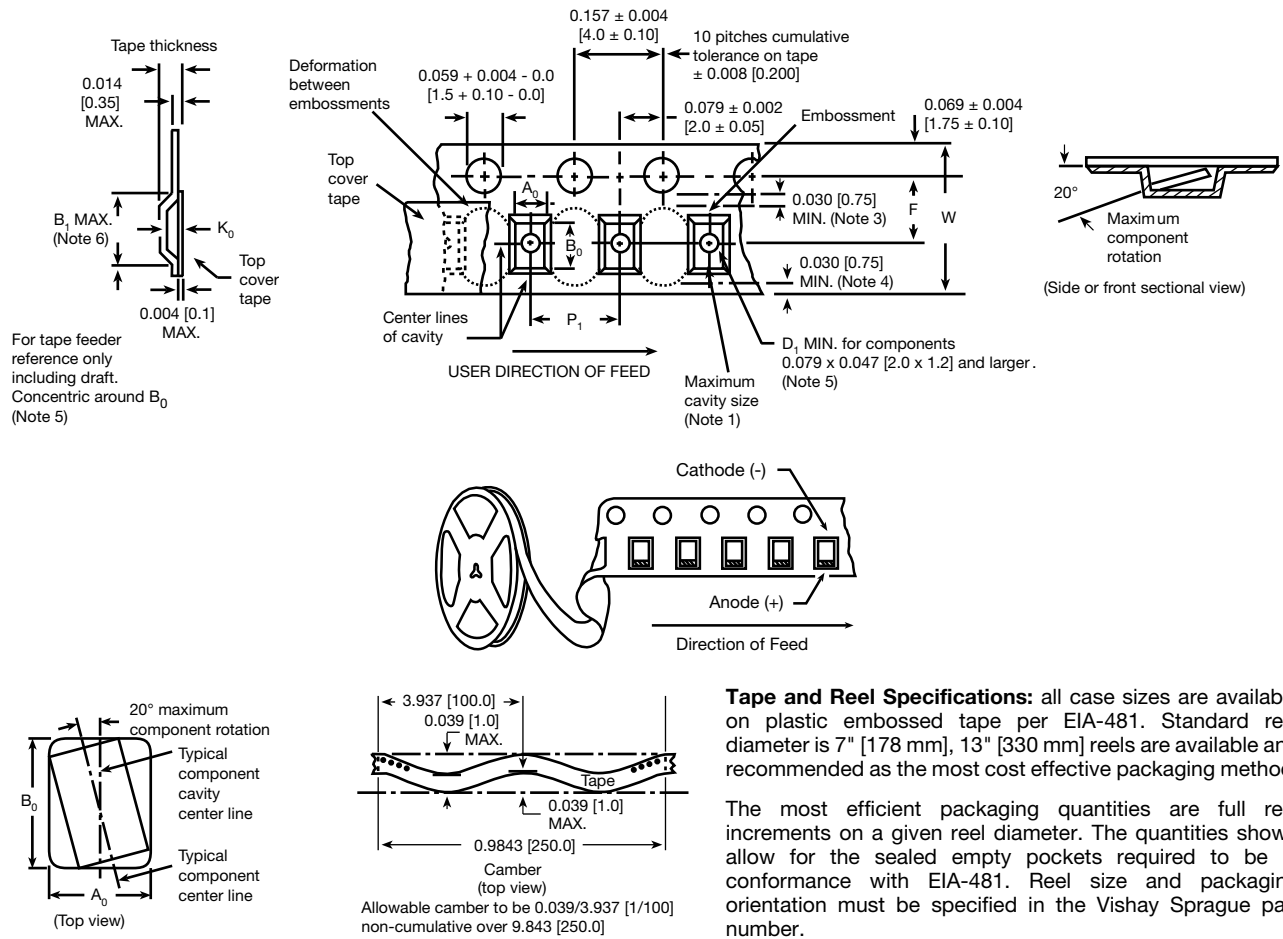 Tape thickness
0.014
[0.35]
MAX.
B1 MAX.
(Note 6)
K0
Top
cover
tape
0.004 [0.1]
MAX.
For tape feeder
reference only
including draft.
Concentric around B0
(Note 5)
Deformation
between
embossments
Top
cover
tape
0.059 + 0.004 - 0.0
[1.5 + 0.10 - 0.0]
0.157 ± 0.004
[4.0 ± 0.10]
10 pitches cumulative
tolerance on tape
± 0.008 [0.200]
0.079 ± 0.002
[2.0 ± 0.05]
Embossment
0.069 ± 0.004
[1.75 ± 0.10]
A0
B0
0.030 [0.75]
MIN. (Note 3)
F
W
0.030 [0.75]
MIN. (Note 4)
Center lines
of cavity
P1
USER DIRECTION OF FEED
Maximum
cavity size
(Note 1)
D1 MIN. for components
0.079 x 0.047 [2.0 x 1.2] and larger.
(Note 5)
20°
Maximum
component
rotation
(Side or front sectional view)
Cathode (-)
Anode (+)
Direction of Feed
20° maximum
component rotation
Typical
component
cavity
center line
B0
Typical
component
center line
A0
(Top view)
3.937 [100.0]
0.039 [1.0]
MAX.
Tape
0.039 [1.0]
MAX.
0.9843 [250.0]
Camber
(top view)
Allowable camber to be 0.039/3.937 [1/100]
non-cumulative over 9.843 [250.0]
Tape and Reel Specifications: all case sizes are availab
on plastic embossed tape per EIA-481. Standard re
diameter is 7" [178 mm], 13" [330 mm] reels are available an
recommended as the most cost effective packaging method
The most efficient packaging quantities are full re
increments on a given reel diameter. The quantities show
allow for the sealed empty pockets required to be
conformance with EIA-481. Reel size and packagin
orientation must be specified in the Vishay Sprague pa
number.